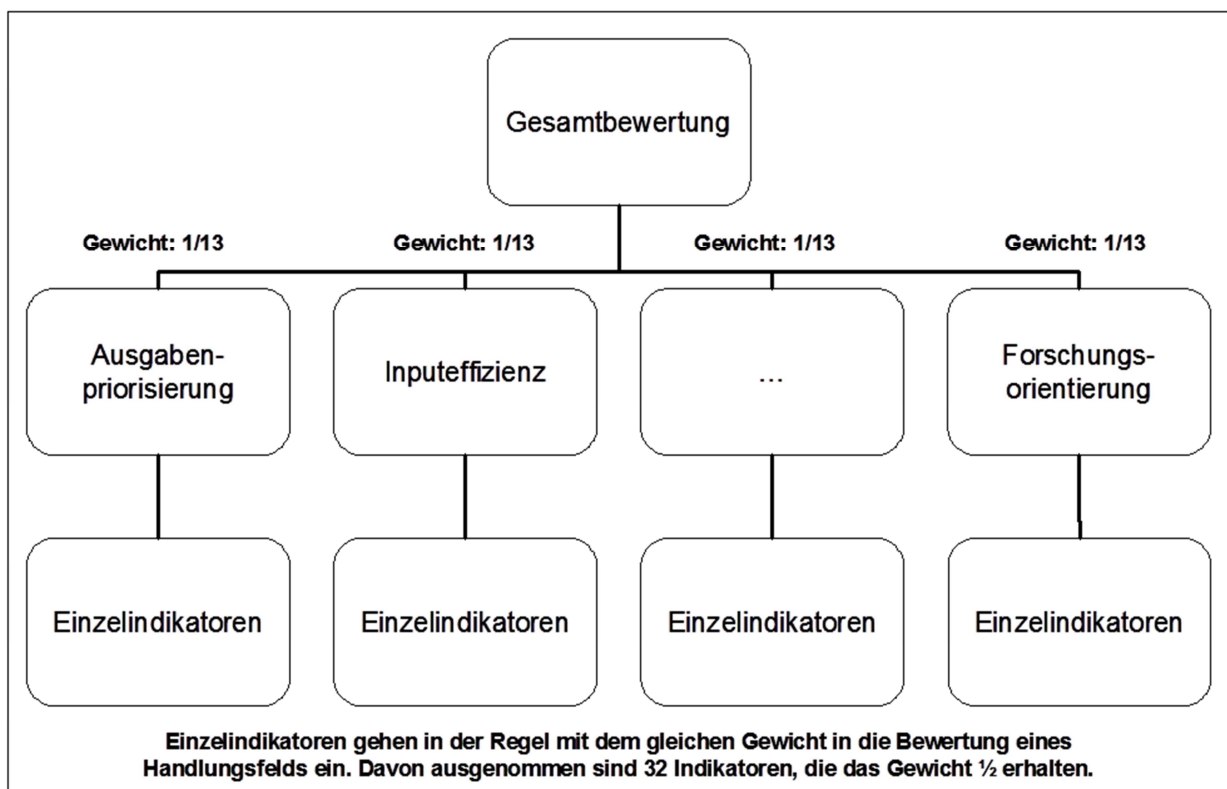 Gesamtbewertung
Gewicht: 1/13
Gewicht: 1/13
Gewicht: 1/13
Gewicht: 1/13
Ausgaben-
priorisierung
Inputeffizienz
...
Forschungs-
orientierung
Einzelindikatoren
Einzelindikatoren
Einzelindikatoren
Einzelindikatoren
Einzelindikatoren gehen in der Regel mit dem gleichen Gewicht in die Bewertung eines
Handlungsfelds ein. Davon ausgenommen sind 32 Indikatoren, die das Gewicht ½ erhalten.